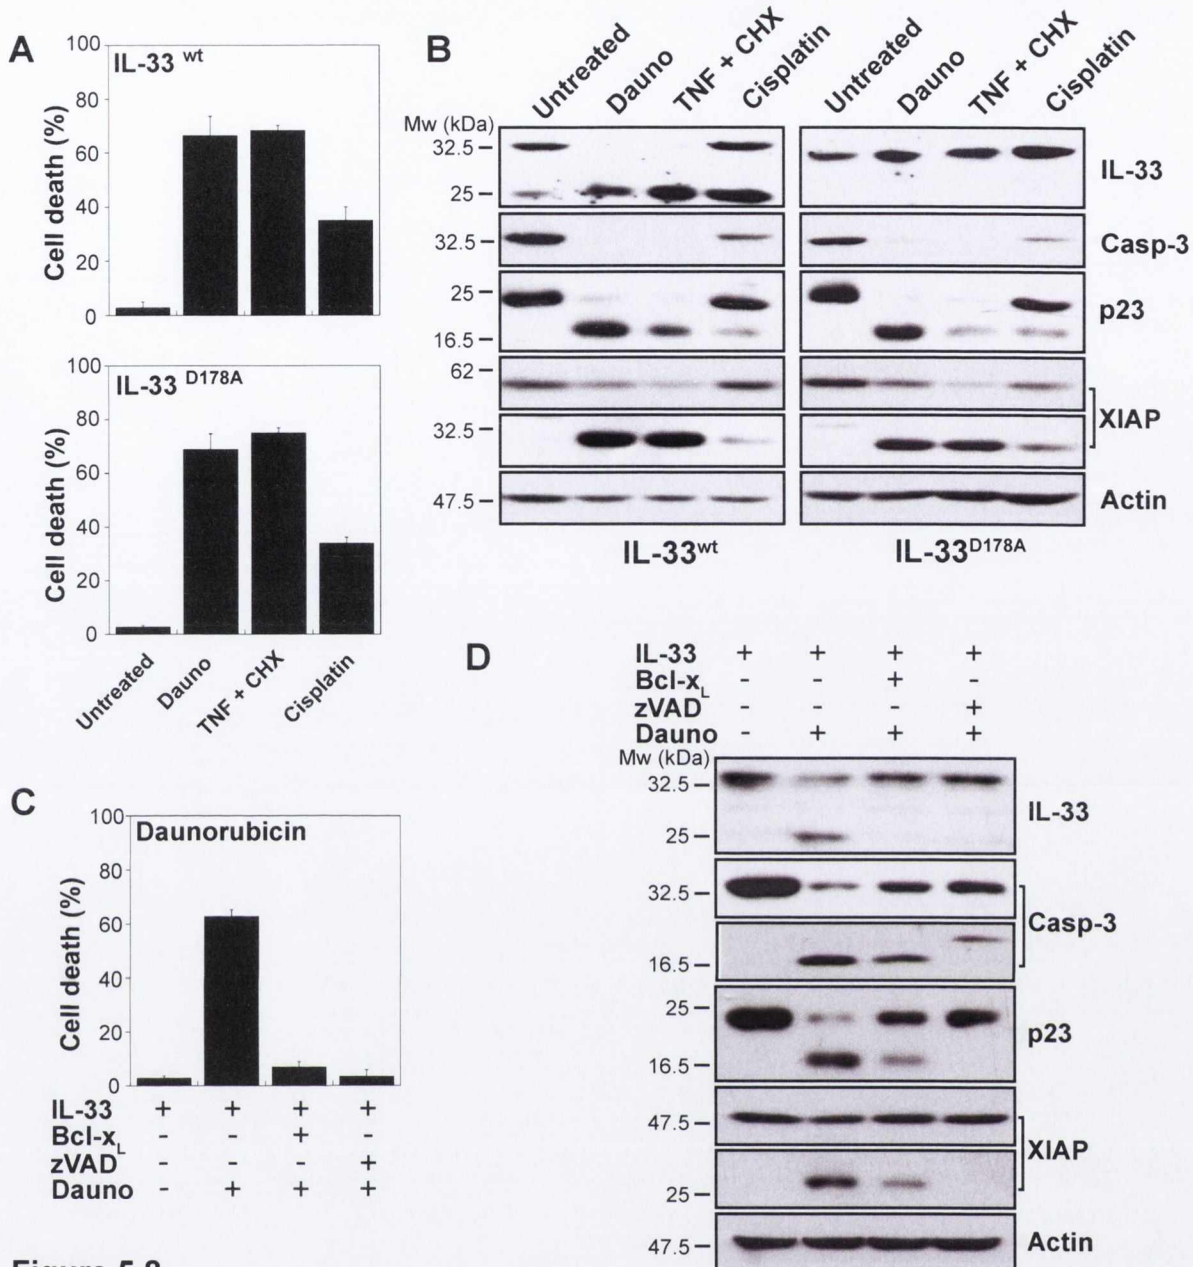 A
IL-33 wt
Cell death (%)
100
80
60
40
20
0
IL-33 D178A
Cell death (%)
100
80
60
40
20
0
Untreated
Dauno
TNF + CHX
Cisplatin
B
Untreated
Dauno
TNF + CHX
Cisplatin
Untreated
Dauno
TNF + CHX
Cisplatin
Mw (kDa)
32.5
25
IL-33
32.5
Casp-3
25
16.5
p23
62
32.5
XIAP
47.5
Actin
IL-33wt
IL-33D178A
C
Daunorubicin
Cell death (%)
100
80
60
40
20
0
IL-33 + + + +
Bcl-xL - - + -
zVAD - - - +
Dauno - + + +
D
IL-33 + + + +
Bcl-xL - - + -
zVAD - - - +
Dauno - + + +
Mw (kDa)
32.5
25
IL-33
32.5
16.5
Casp-3
25
16.5
p23
47.5
25
XIAP
47.5
Actin